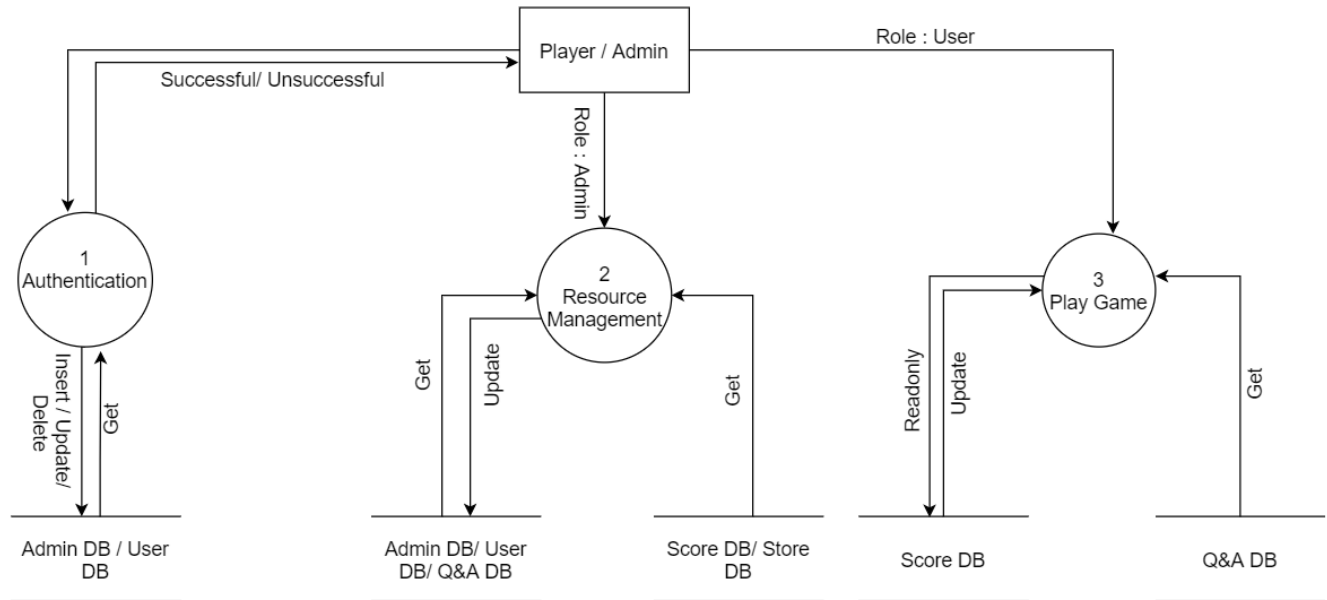 Player / Admin
Role : User
Successful/ Unsuccessful
Role : Admin
1
Authentication
2
Resource
Management
3
Play Game
Insert / Update/
Delete
Get
Get
Update
Get
Readonly
Update
Get
Admin DB / User
DB
Admin DB/ User
DB/ Q&A DB
Score DB/ Store
DB
Score DB
Q&A DB